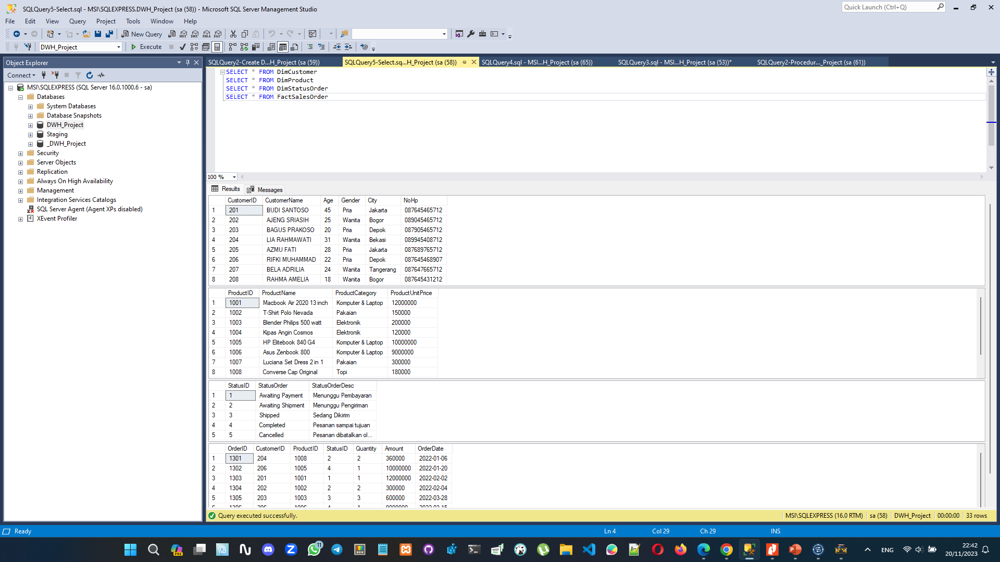 SQLQuery5-Select.sql - MSI\SQLEXPRESS.DWH_Project (sa (58)) - Microsoft SQL Server Management Studio
Quick Launch (Ctrl+Q)
File Edit View Query Project Tools Window Help
New Query
MDX DMX XMLA DAX
DWH_Project
Execute
Object Explorer
Connect
MSI\SQLEXPRESS (SQL Server 16.0.1000.6 - sa)
Databases
System Databases
Database Snapshots
DWH_Project
Staging
_DWH_Project
Security
Server Objects
Replication
Always On High Availability
Management
Integration Services Catalogs
SQL Server Agent (Agent XPs disabled)
XEvent Profiler
SQLQuery2-Create D...H_Project (sa (59)) SQLQuery5-Select.sq...H_Project (sa (58)) SQLQuery4.sql - MSI...H_Project (sa (65)) SQLQuery3.sql - MSI...H_Project (sa (53))* SQLQuery2-Procedur..._Project (sa (61))
SELECT * FROM DimCustomer
SELECT * FROM DimProduct
SELECT * FROM DimStatusOrder
SELECT * FROM FactSalesOrder
100 %
Results Messages
CustomerID CustomerName Age Gender City NoHp
1 201 BUDI SANTOSO 45 Pria Jakarta 087645465712
2 202 AJENG SRIASIH 25 Wanita Bogor 089045465712
3 203 BAGUS PRAKOSO 20 Pria Depok 087905465712
4 204 LIA RAHMAWATI 31 Wanita Bekasi 089945408712
5 205 AZMU FATI 28 Pria Jakarta 087689765712
6 206 RIFKI MUHAMMAD 22 Pria Depok 087645468907
7 207 BELA ADRILIA 24 Wanita Tangerang 087647665712
8 208 RAHMA AMELIA 18 Wanita Bogor 087645431212
ProductID ProductName ProductCategory ProductUnitPrice
1 1001 Macbook Air 2020 13 inch Komputer & Laptop 12000000
2 1002 T-Shirt Polo Nevada Pakaian 150000
3 1003 Blender Philips 500 watt Elektronik 200000
4 1004 Kipas Angin Cosmos Elektronik 120000
5 1005 HP Elitebook 840 G4 Komputer & Laptop 10000000
6 1006 Asus Zenbook 800 Komputer & Laptop 9000000
7 1007 Luciana Set Dress 2 in 1 Pakaian 300000
8 1008 Converse Cap Original Topi 180000
StatusID StatusOrder StatusOrderDesc
1 1 Awaiting Payment Menunggu Pembayaran
2 2 Awaiting Shipment Menunggu Pengiriman
3 3 Shipped Sedang Dikirim
4 4 Completed Pesanan sampai tujuan
5 5 Cancelled Pesanan dibatalkan ol...
OrderID CustomerID ProductID StatusID Quantity Amount OrderDate
1 1301 204 1008 2 2 360000 2022-01-06
2 1302 206 1005 4 1 10000000 2022-01-20
3 1303 201 1001 1 1 12000000 2022-02-02
4 1304 202 1002 2 2 300000 2022-02-04
5 1305 203 1003 3 3 600000 2022-03-28
Query executed successfully.
MSI\SQLEXPRESS (16.0 RTM) sa (58) DWH_Project 00:00:00 33 rows
Ready Ln 4 Col 29 Ch 29 INS
PRE
11
ENG
22:42
20/11/2023